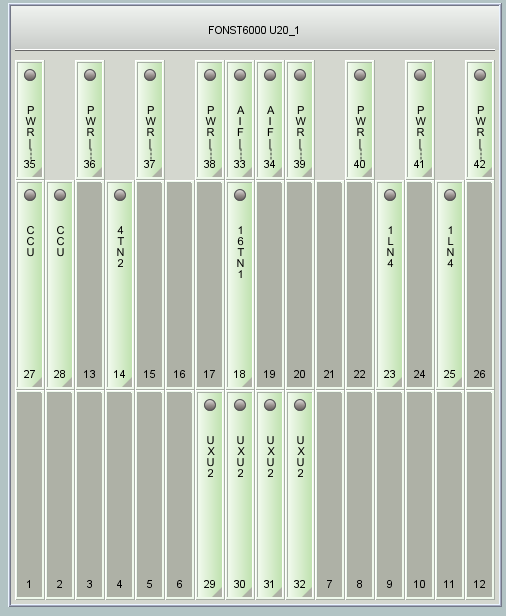 FONST6000 U20_1
PWR 35
PWR 36
PWR 37
PWR 38
AIF 33
AIF 34
PWR 39
PWR 40
PWR 41
PWR 42
CCU 27
CCU 28
13
4TN2 14
15
16
17
16TN1 18
19
20
21
22
1LN4 23
24
1LN4 25
26
1
2
3
4
5
6
UXU2 29
UXU2 30
UXU2 31
UXU2 32
7
8
9
10
11
12